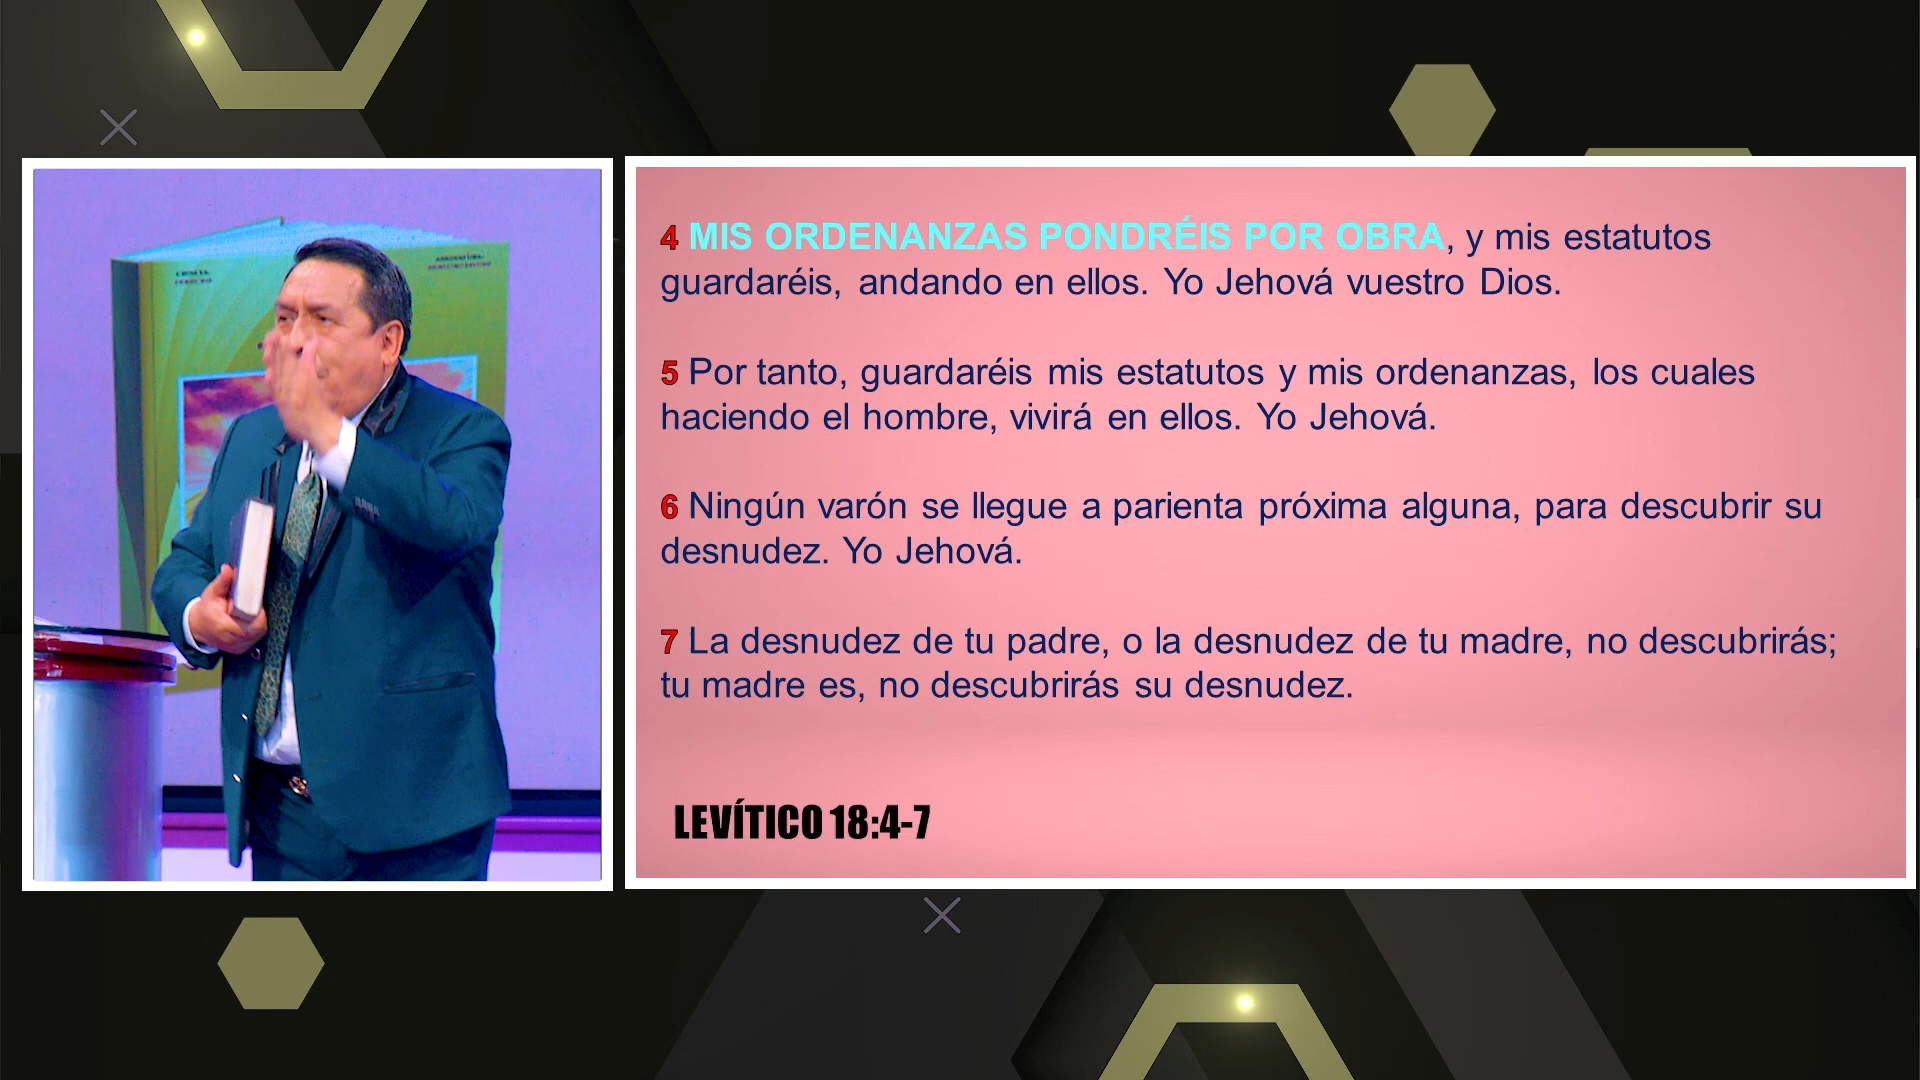 4 MIS ORDENANZAS PONDRÉIS POR OBRA, y mis estatutos
guardaréis, andando en ellos. Yo Jehová vuestro Dios.
5 Por tanto, guardaréis mis estatutos y mis ordenanzas, los cuales
haciendo el hombre, vivirá en ellos. Yo Jehová.
6 Ningún varón se llegue a parienta próxima alguna, para descubrir su
desnudez. Yo Jehová.
7 La desnudez de tu padre, o la desnudez de tu madre, no descubrirás;
tu madre es, no descubrirás su desnudez.
LEVÍTICO 18:4-7